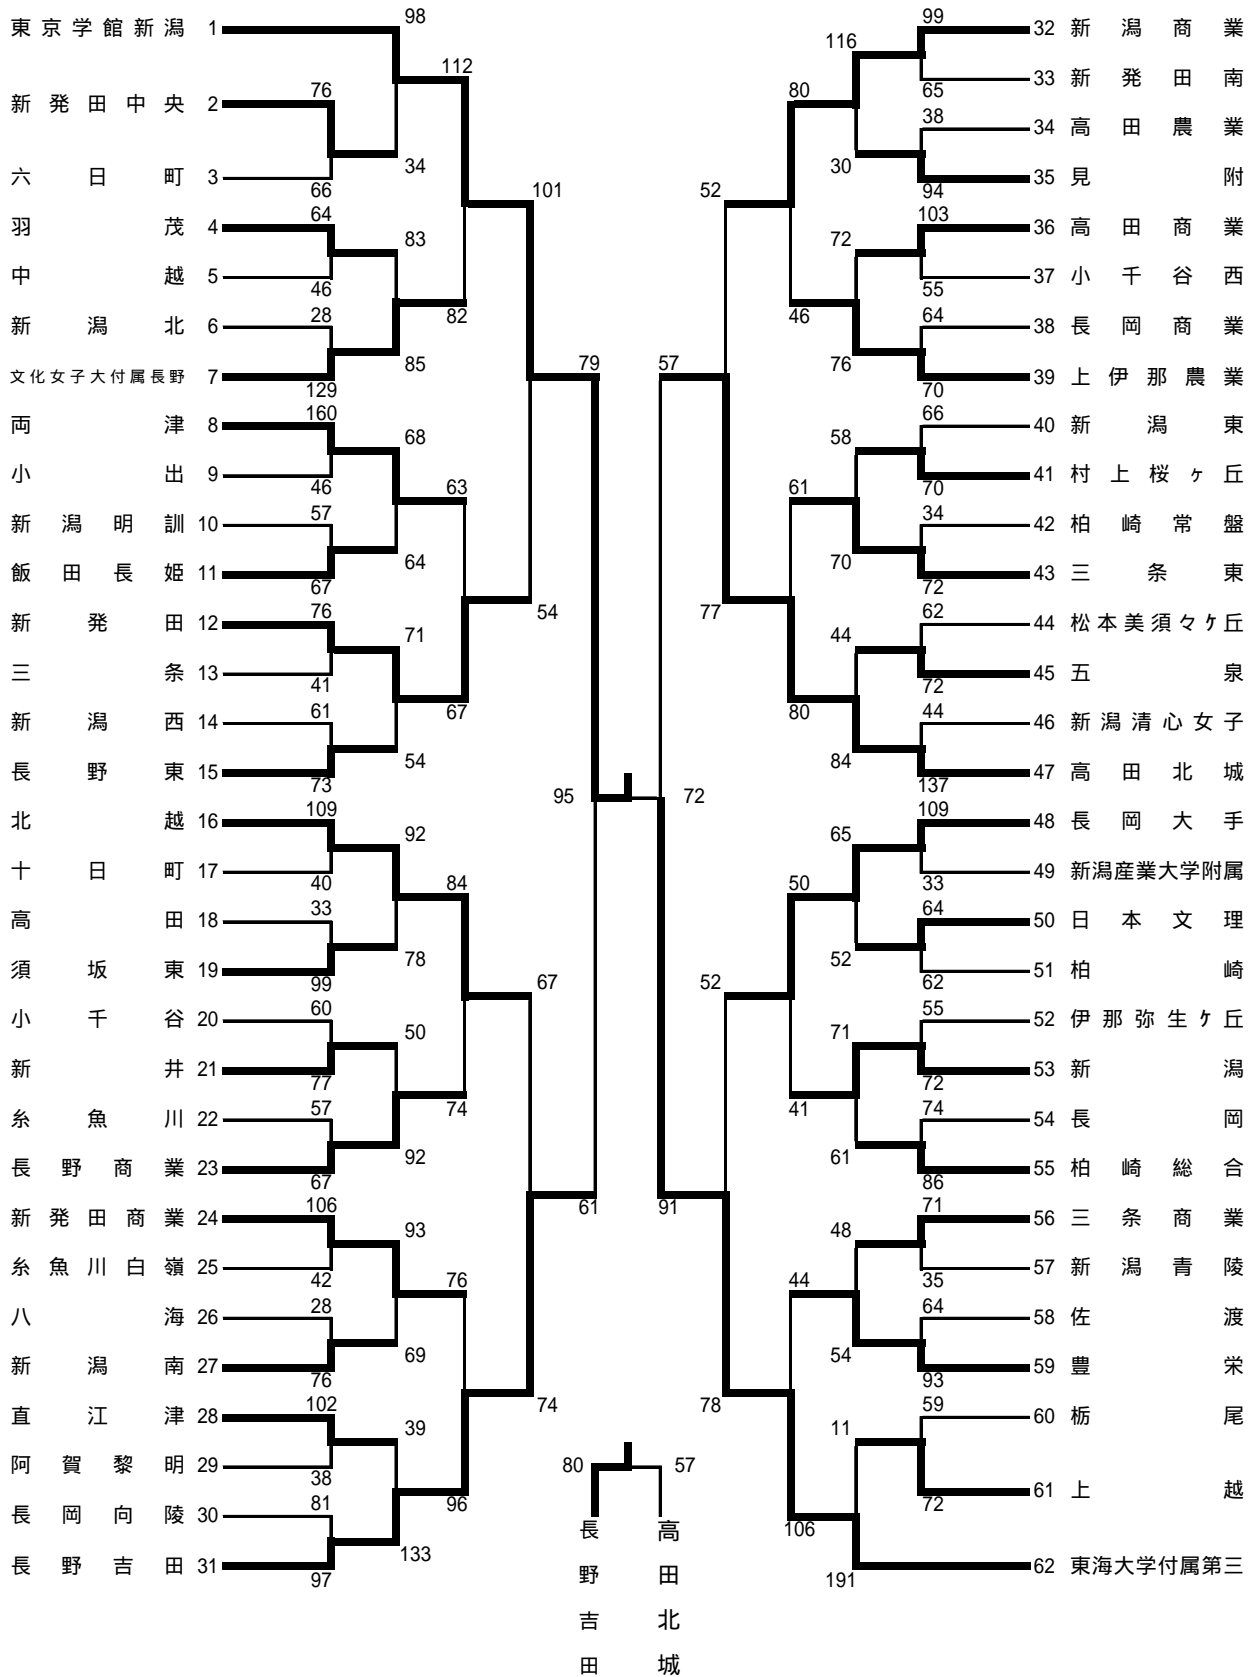 東京学館新潟 1
新発田中央 2
六日町 3
羽茂 4
中越 5
新潟北 6
文化女子大付属長野 7
両津 8
小出 9
新潟明訓 10
飯田長姫 11
新発田 12
三条 13
新潟西 14
長野東 15
北越 16
十日町 17
高田 18
須坂東 19
小千谷 20
新井 21
糸魚川 22
長野商業 23
新発田商業 24
糸魚川白嶺 25
八海 26
新潟南 27
直江津 28
阿賀黎明 29
長岡向陵 30
長野吉田 31
98
76
66
64
46
28
129
160
46
57
67
76
41
61
73
109
40
33
99
60
77
57
67
106
42
28
76
102
38
81
97
34
83
85
68
64
71
54
92
78
50
92
93
69
39
133
112
82
63
67
84
74
76
96
101
54
67
74
79
61
95
72
57
91
52
77
52
78
80
46
61
80
50
41
44
106
116
30
72
76
58
70
44
84
65
52
71
61
48
54
11
191
99
65
38
94
103
55
64
70
66
70
34
72
62
72
44
137
109
33
64
62
55
72
74
86
71
35
64
93
59
72
32 新潟商業
33 新発田南
34 高田農業
35 見附
36 高田商業
37 小千谷西
38 長岡商業
39 上伊那農業
40 新潟東
41 村上桜ヶ丘
42 柏崎常盤
43 三条東
44 松本美須々ケ丘
45 五泉
46 新潟清心女子
47 高田北城
48 長岡大手
49 新潟産業大学附属
50 日本文理
51 柏崎
52 伊那弥生ケ丘
53 新潟
54 長岡
55 柏崎総合
56 三条商業
57 新潟青陵
58 佐渡
59 豊栄
60 栃尾
61 上越
62 東海大学付属第三
80
57
長野吉田
高田北城